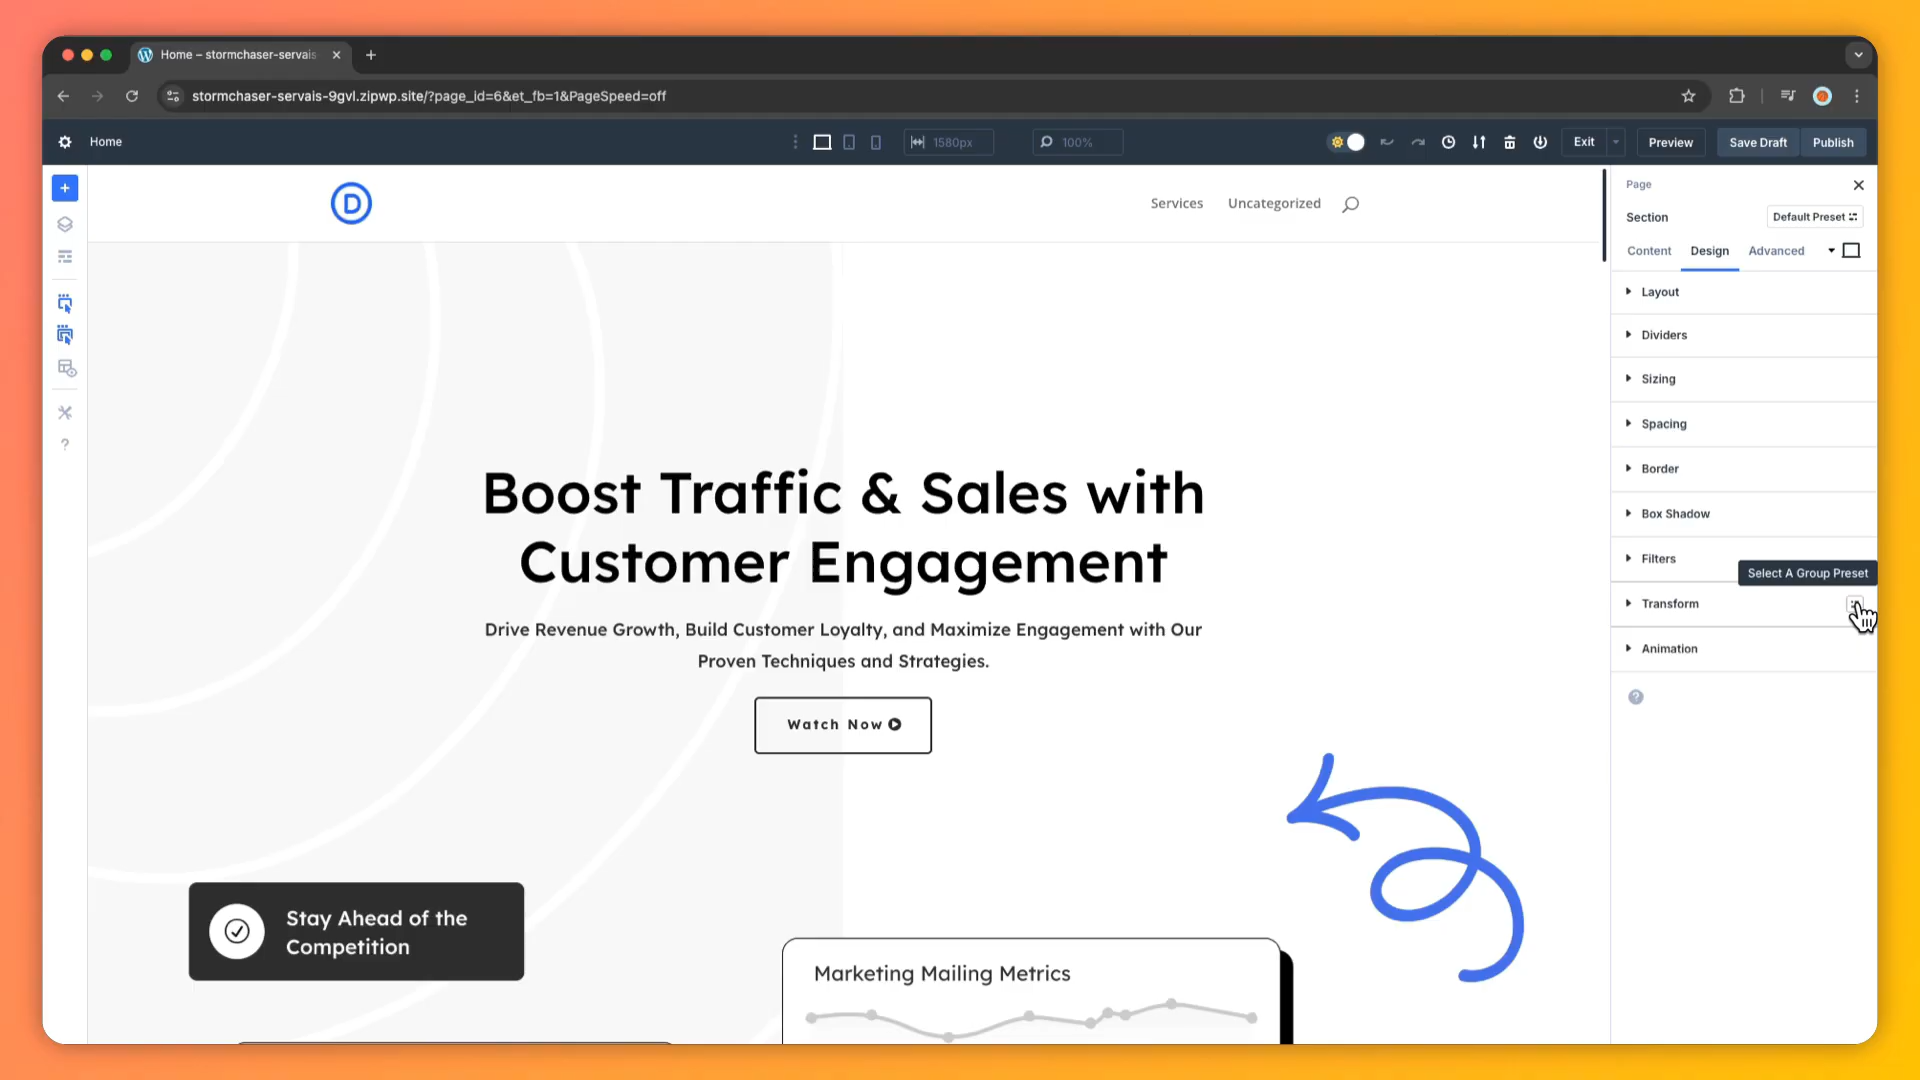 Home – stormchaser-servais
stormchaser-servais-9gvl.zipwp.site/?page_id=6&et_fb=1&PageSpeed=off
Home
1580px
100%
Exit
Preview
Save Draft
Publish
D
Services
Uncategorized
Boost Traffic & Sales with
Customer Engagement
Drive Revenue Growth, Build Customer Loyalty, and Maximize Engagement with Our
Proven Techniques and Strategies.
Watch Now
Stay Ahead of the
Competition
Marketing Mailing Metrics
Page
Section
Default Preset
Content
Design
Advanced
Layout
Dividers
Sizing
Spacing
Border
Box Shadow
Filters
Select A Group Preset
Transform
Animation